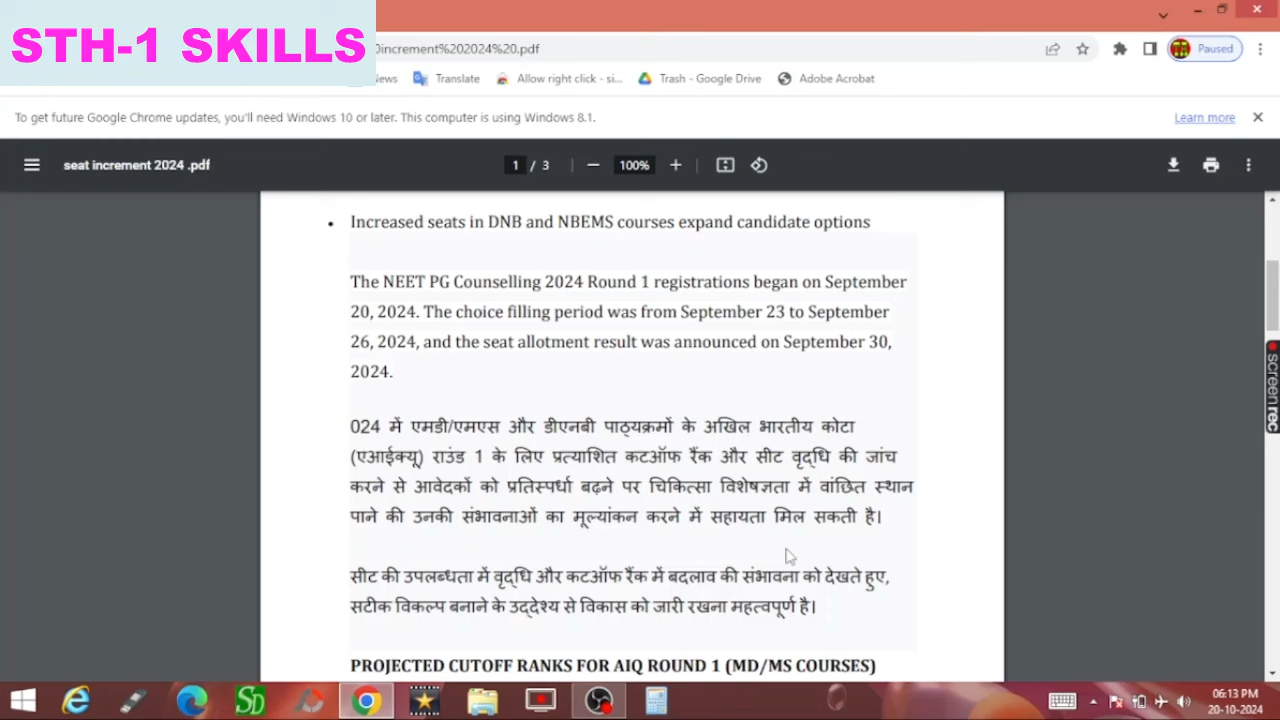 STH-1 SKILLS
0increment%202024%20.pdf
Paused
ews
Translate
Allow right click - si...
Trash - Google Drive
Adobe Acrobat
To get future Google Chrome updates, you'll need Windows 10 or later. This computer is using Windows 8.1.
Learn more
seat increment 2024 .pdf
1 / 3
100%
• Increased seats in DNB and NBEMS courses expand candidate options
The NEET PG Counselling 2024 Round 1 registrations began on September
20, 2024. The choice filling period was from September 23 to September
26, 2024, and the seat allotment result was announced on September 30,
2024.
024 में एमडी/एमएस और डीएनबी पाठ्यक्रमों के अखिल भारतीय कोटा
(एआईक्यू) राउंड 1 के लिए प्रत्याशित कटऑफ रैंक और सीट वृद्धि की जांच
करने से आवेदकों को प्रतिस्पर्धा बढ़ने पर चिकित्सा विशेषज्ञता में वांछित स्थान
पाने की उनकी संभावनाओं का मूल्यांकन करने में सहायता मिल सकती है।
सीट की उपलब्धता में वृद्धि और कटऑफ रैंक में बदलाव की संभावना को देखते हुए,
सटीक विकल्प बनाने के उद्देश्य से विकास को जारी रखना महत्वपूर्ण है।
PROJECTED CUTOFF RANKS FOR AIQ ROUND 1 (MD/MS COURSES)
screenrec
06:13 PM
20-10-2024